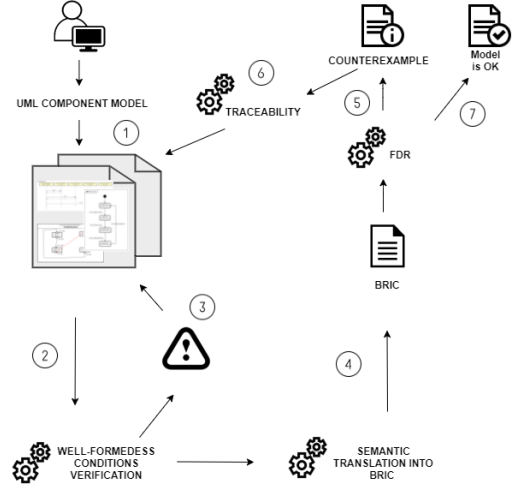 6
COUNTEREXAMPLE
Model
is OK
5
7
UML COMPONENT MODEL
TRACEABILITY
1
FDR
BRIC
3
2
4
WELL-FORMEDESS
CONDITIONS
VERIFICATION
SEMANTIC
TRANSLATION INTO
BRIC